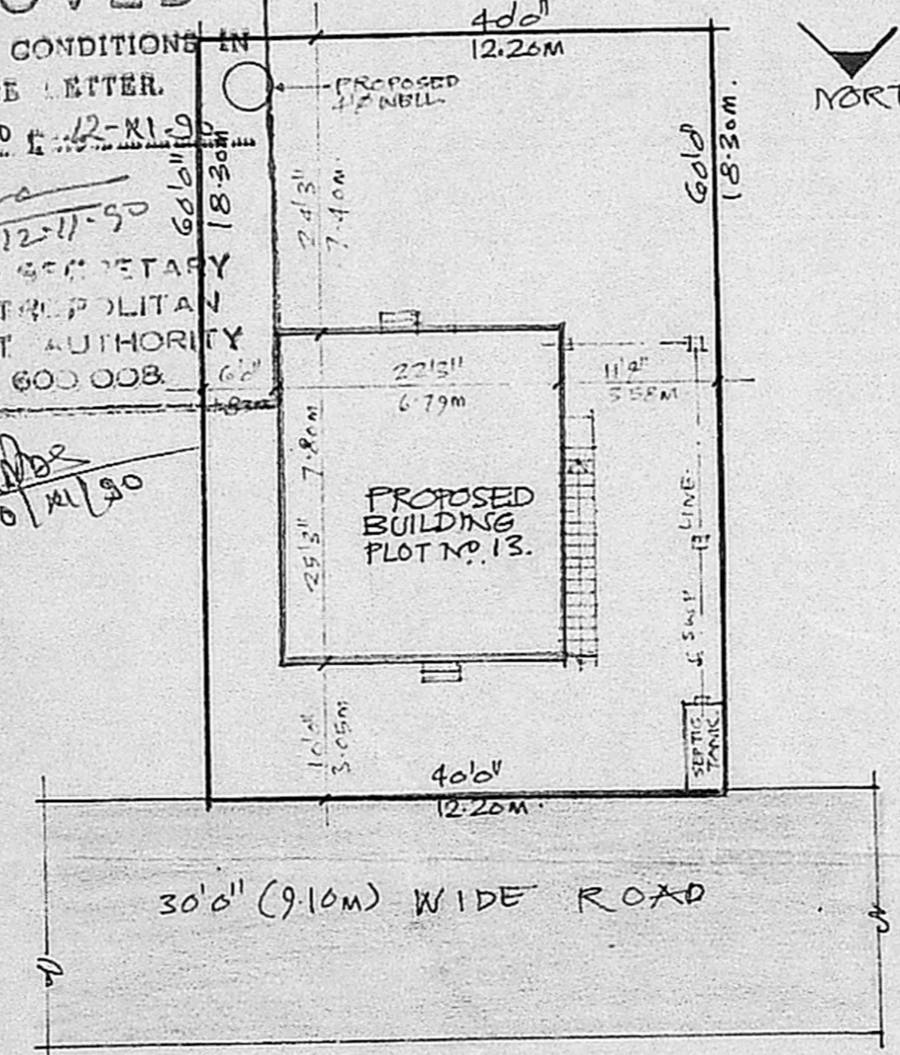 CONDITIONS IN
LETTER.
12-XI-90
12-11-90
SECRETARY
AUTHORITY
600 008
XI/90
40'0"
12.20M
NORT
PROPOSED
WELL
60'0"
18.30m
60'0"
18.30m.
24'3"
7.40m.
6'0"
22'3"
6.79m
11'9"
3.58m
25'3" 7.80m
PROPOSED
BUILDING
PLOT No. 13.
LINE
10'0"
3.05m
SEPTIC
TANK
40'0"
12.20M.
30'0" (9.10M) WIDE ROAD